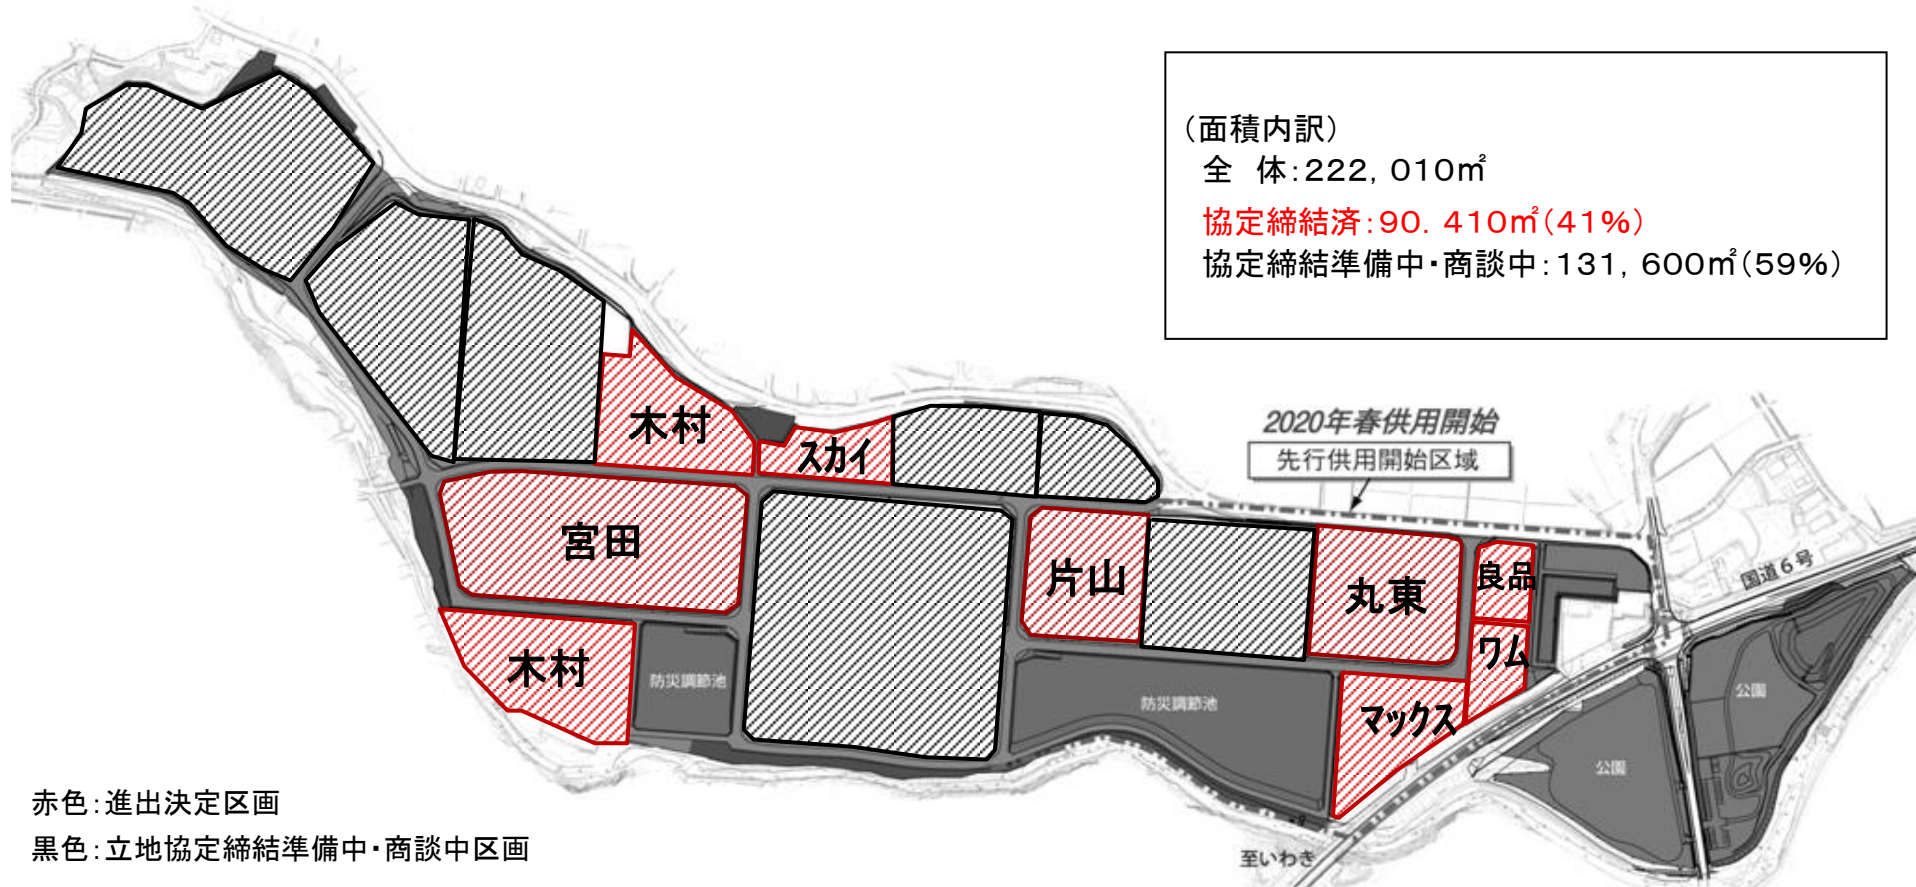 (面積内訳)
全 体:222, 010㎡
協定締結済:90. 410㎡(41%)
協定締結準備中・商談中:131, 600㎡(59%)
2020年春供用開始
先行供用開始区域
木村
スカイ
宮田
片山
丸東
良品
国道6号
木村
防災調節池
防災調節池
マックス
ワム
公園
公園
至いわき
赤色:進出決定区画
黒色:立地協定締結準備中・商談中区画